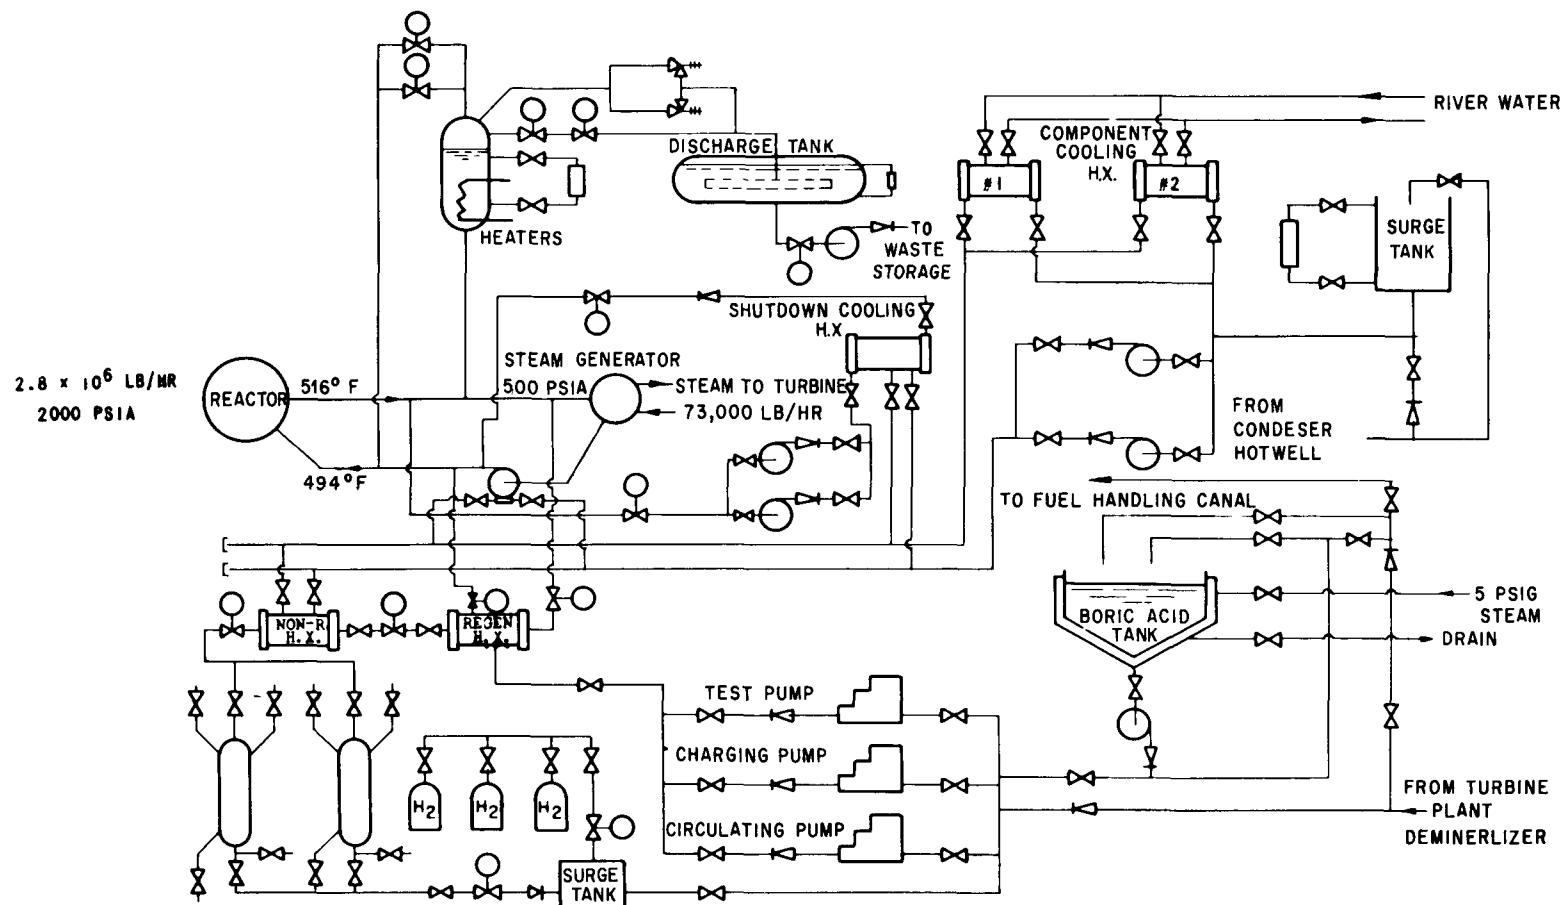 RIVER WATER
COMPONENT
COOLING
H.X.
#1
#2
DISCHARGE TANK
HEATERS
TO
WASTE
STORAGE
SURGE
TANK
SHUTDOWN COOLING
H.X
2.8 x 10⁶ LB/HR
2000 PSIA
REACTOR
516° F
494°F
STEAM GENERATOR
500 PSIA
STEAM TO TURBINE
73,000 LB/HR
FROM
CONDESER
HOTWELL
TO FUEL HANDLING CANAL
BORIC ACID
TANK
5 PSIG
STEAM
DRAIN
NON-R
H.X.
REGEN
H.X.
TEST PUMP
CHARGING PUMP
CIRCULATING PUMP
H₂
H₂
H₂
SURGE
TANK
FROM TURBINE
PLANT
DEMINERLIZER